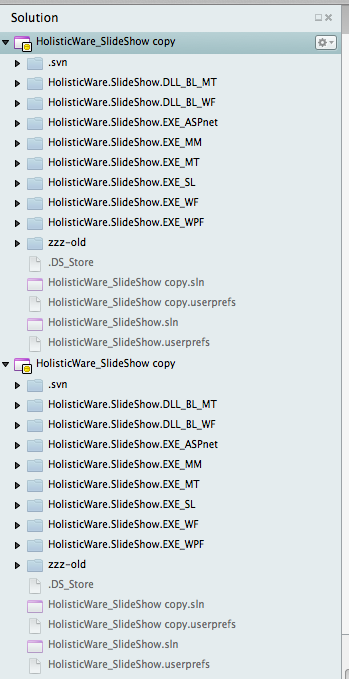 Solution
HolisticWare_SlideShow copy
.svn
HolisticWare.SlideShow.DLL_BL_MT
HolisticWare.SlideShow.DLL_BL_WF
HolisticWare.SlideShow.EXE_ASPnet
HolisticWare.SlideShow.EXE_MM
HolisticWare.SlideShow.EXE_MT
HolisticWare.SlideShow.EXE_SL
HolisticWare.SlideShow.EXE_WF
HolisticWare.SlideShow.EXE_WPF
zzz-old
.DS_Store
HolisticWare_SlideShow copy.sln
HolisticWare_SlideShow copy.userprefs
HolisticWare_SlideShow.sln
HolisticWare_SlideShow.userprefs
HolisticWare_SlideShow copy
.svn
HolisticWare.SlideShow.DLL_BL_MT
HolisticWare.SlideShow.DLL_BL_WF
HolisticWare.SlideShow.EXE_ASPnet
HolisticWare.SlideShow.EXE_MM
HolisticWare.SlideShow.EXE_MT
HolisticWare.SlideShow.EXE_SL
HolisticWare.SlideShow.EXE_WF
HolisticWare.SlideShow.EXE_WPF
zzz-old
.DS_Store
HolisticWare_SlideShow copy.sln
HolisticWare_SlideShow copy.userprefs
HolisticWare_SlideShow.sln
HolisticWare_SlideShow.userprefs